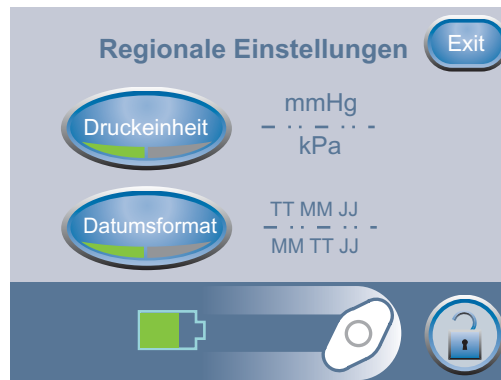 Regionale Einstellungen
Exit
Druckeinheit
mmHg
kPa
Datumsformat
TT MM JJ
MM TT JJ